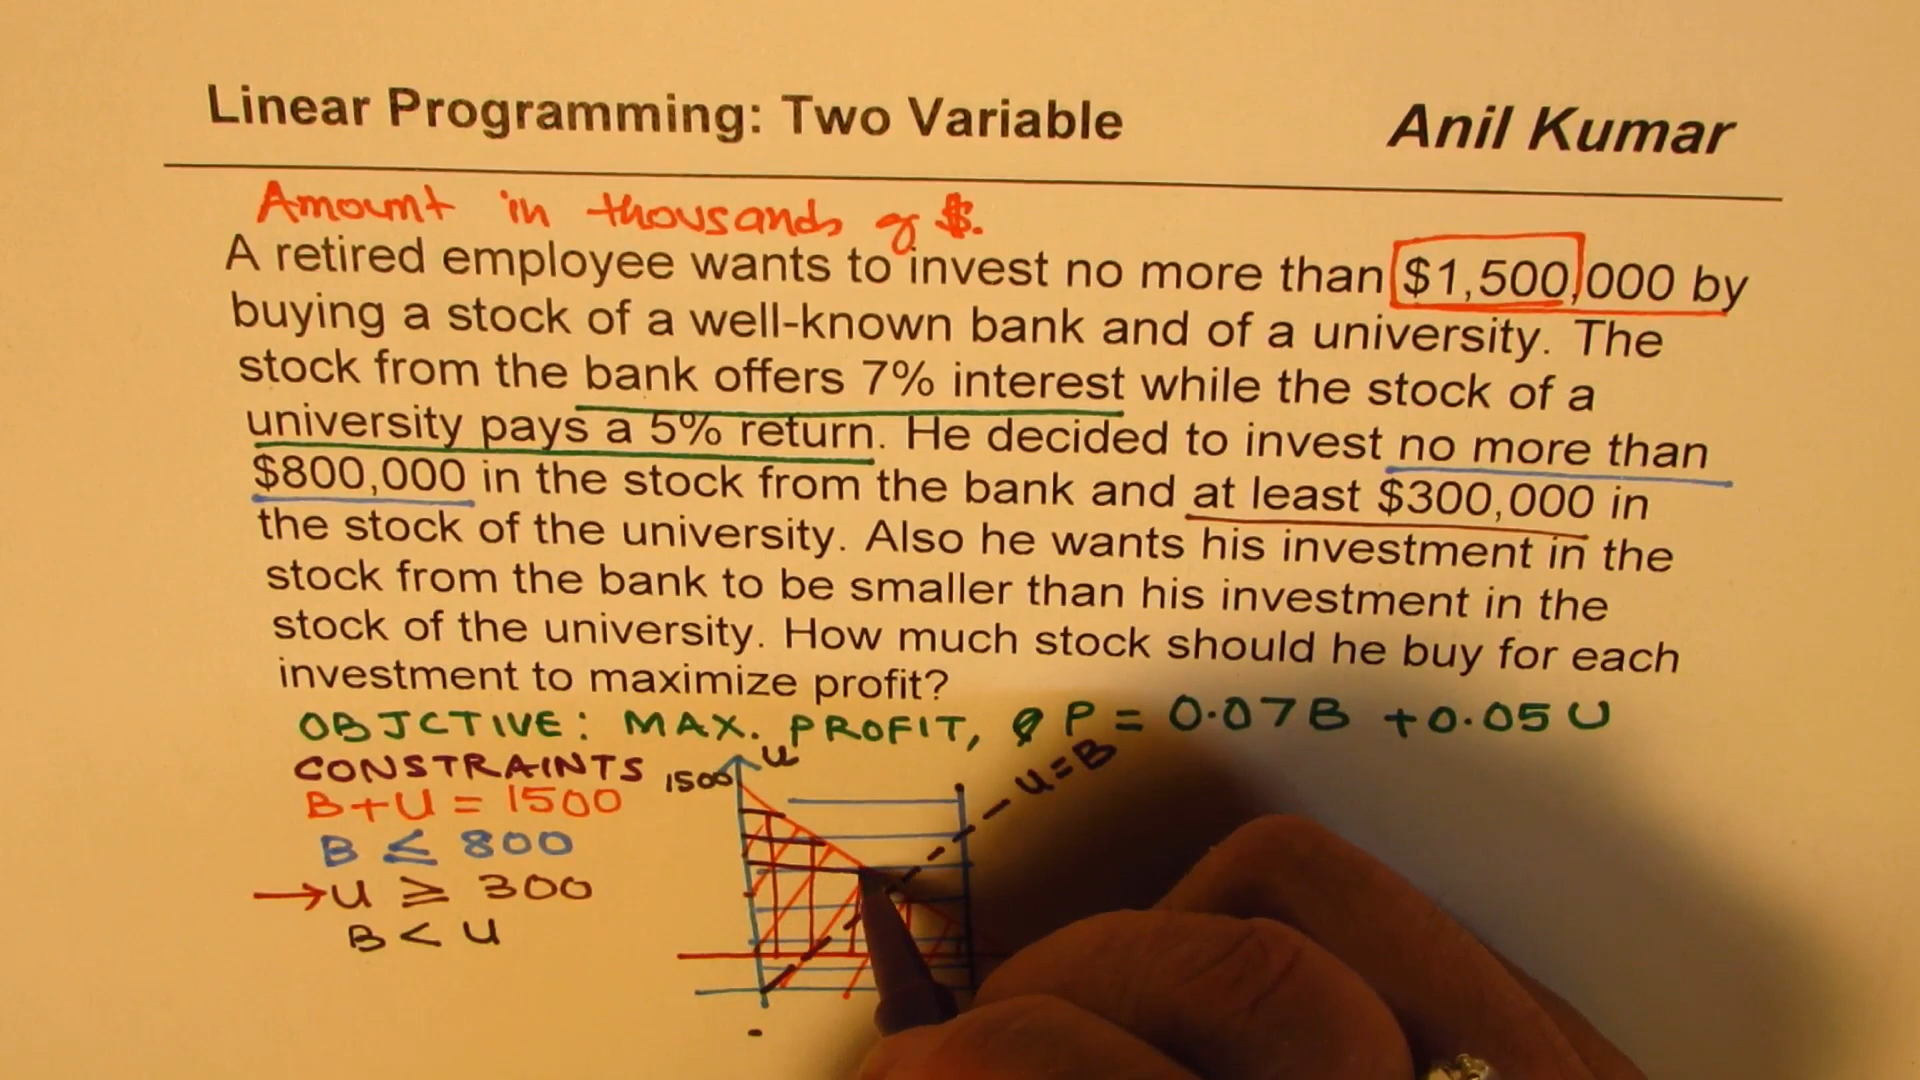 Linear Programming: Two Variable Anil Kumar
Amount in thousands of $.
A retired employee wants to invest no more than $1,500,000 by
buying a stock of a well-known bank and of a university. The
stock from the bank offers 7% interest while the stock of a
university pays a 5% return. He decided to invest no more than
$800,000 in the stock from the bank and at least $300,000 in
the stock of the university. Also he wants his investment in the
stock from the bank to be smaller than his investment in the
stock of the university. How much stock should he buy for each
investment to maximize profit?
OBJCTIVE: MAX. PROFIT, P = 0.07B + 0.05U
CONSTRAINTS
B+U = 1500
B ≤ 800
→ U ≥ 300
B < U
1500 U
U=B